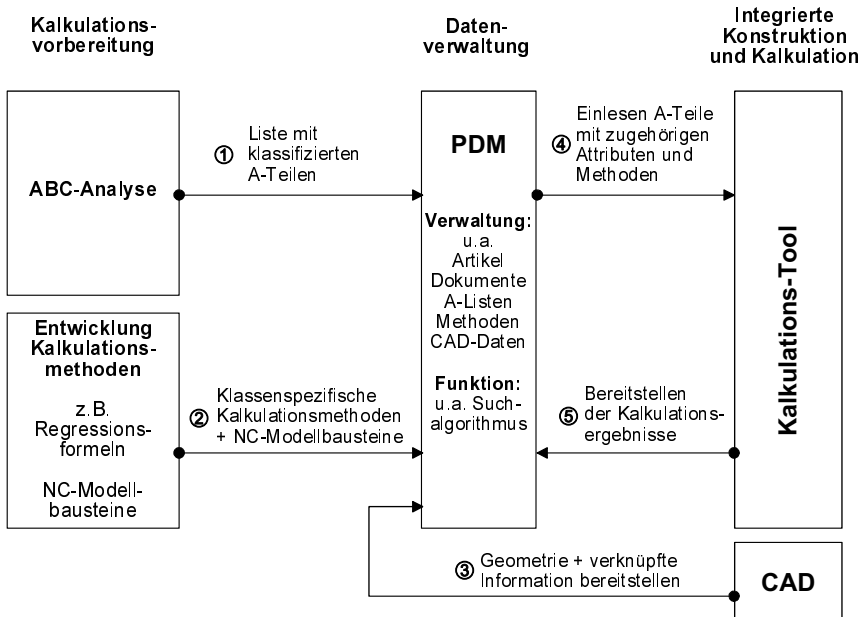 Kalkulations-
vorbereitung
Daten-
verwaltung
Integrierte
Konstruktion
und Kalkulation
ABC-Analyse
① Liste mit
klassifizierten
A-Teilen
PDM
Verwaltung:
u.a.
Artikel
Dokumente
A-Listen
Methoden
CAD-Daten
Funktion:
u.a. Such-
algorithmus
④ Einlesen A-Teile
mit zugehörigen
Attributen und
Methoden
Kalkulations-Tool
Entwicklung
Kalkulations-
methoden
z.B.
Regressions-
formeln
NC-Modell-
bausteine
② Klassenspezifische
Kalkulationsmethoden
+ NC-Modellbausteine
⑤ Bereitstellen
der Kalkulations-
ergebnisse
③ Geometrie + verknüpfte
Information bereitstellen
CAD